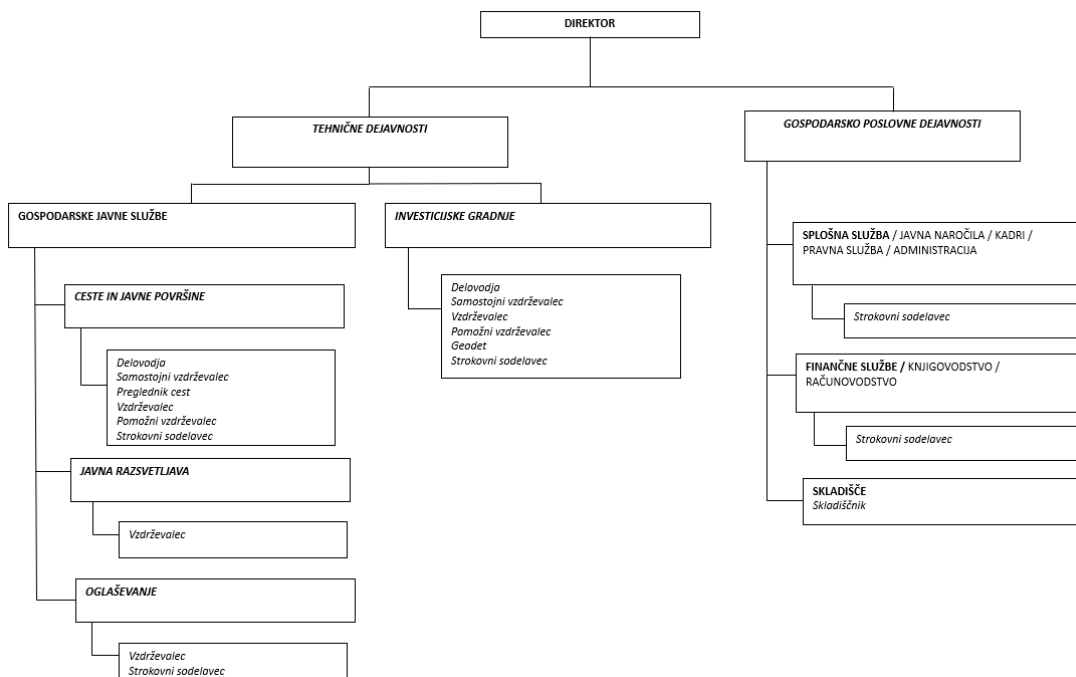 DIREKTOR
TEHNIČNE DEJAVNOSTI
GOSPODARSKO POSLOVNE DEJAVNOSTI
GOSPODARSKE JAVNE SLUŽBE
INVESTICIJSKE GRADNJE
CESTE IN JAVNE POVRŠINE
Delovodja
Samostojni vzdrževalec
Preglednik cest
Vzdrževalec
Pomožni vzdrževalec
Strokovni sodelavec
JAVNA RAZSVETLJAVA
Vzdrževalec
OGLAŠEVANJE
Vzdrževalec
Strokovni sodelavec
Delovodja
Samostojni vzdrževalec
Vzdrževalec
Pomožni vzdrževalec
Geodet
Strokovni sodelavec
SPLOŠNA SLUŽBA / JAVNA NAROČILA / KADRI /
PRAVNA SLUŽBA / ADMINISTRACIJA
Strokovni sodelavec
FINANČNE SLUŽBE / KNJIGOVODSTVO /
RAČUNOVODSTVO
Strokovni sodelavec
SKLADIŠČE
Skladiščnik